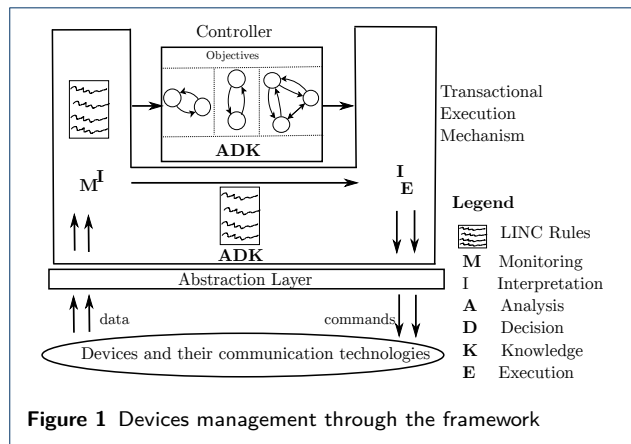 Controller
Objectives
ADK
Transactional
Execution
Mechanism
M I
I
E
ADK
Abstraction Layer
data
commands
Devices and their communication technologies
Legend
LINC Rules
M Monitoring
I Interpretation
A Analysis
D Decision
K Knowledge
E Execution
Figure 1 Devices management through the framework